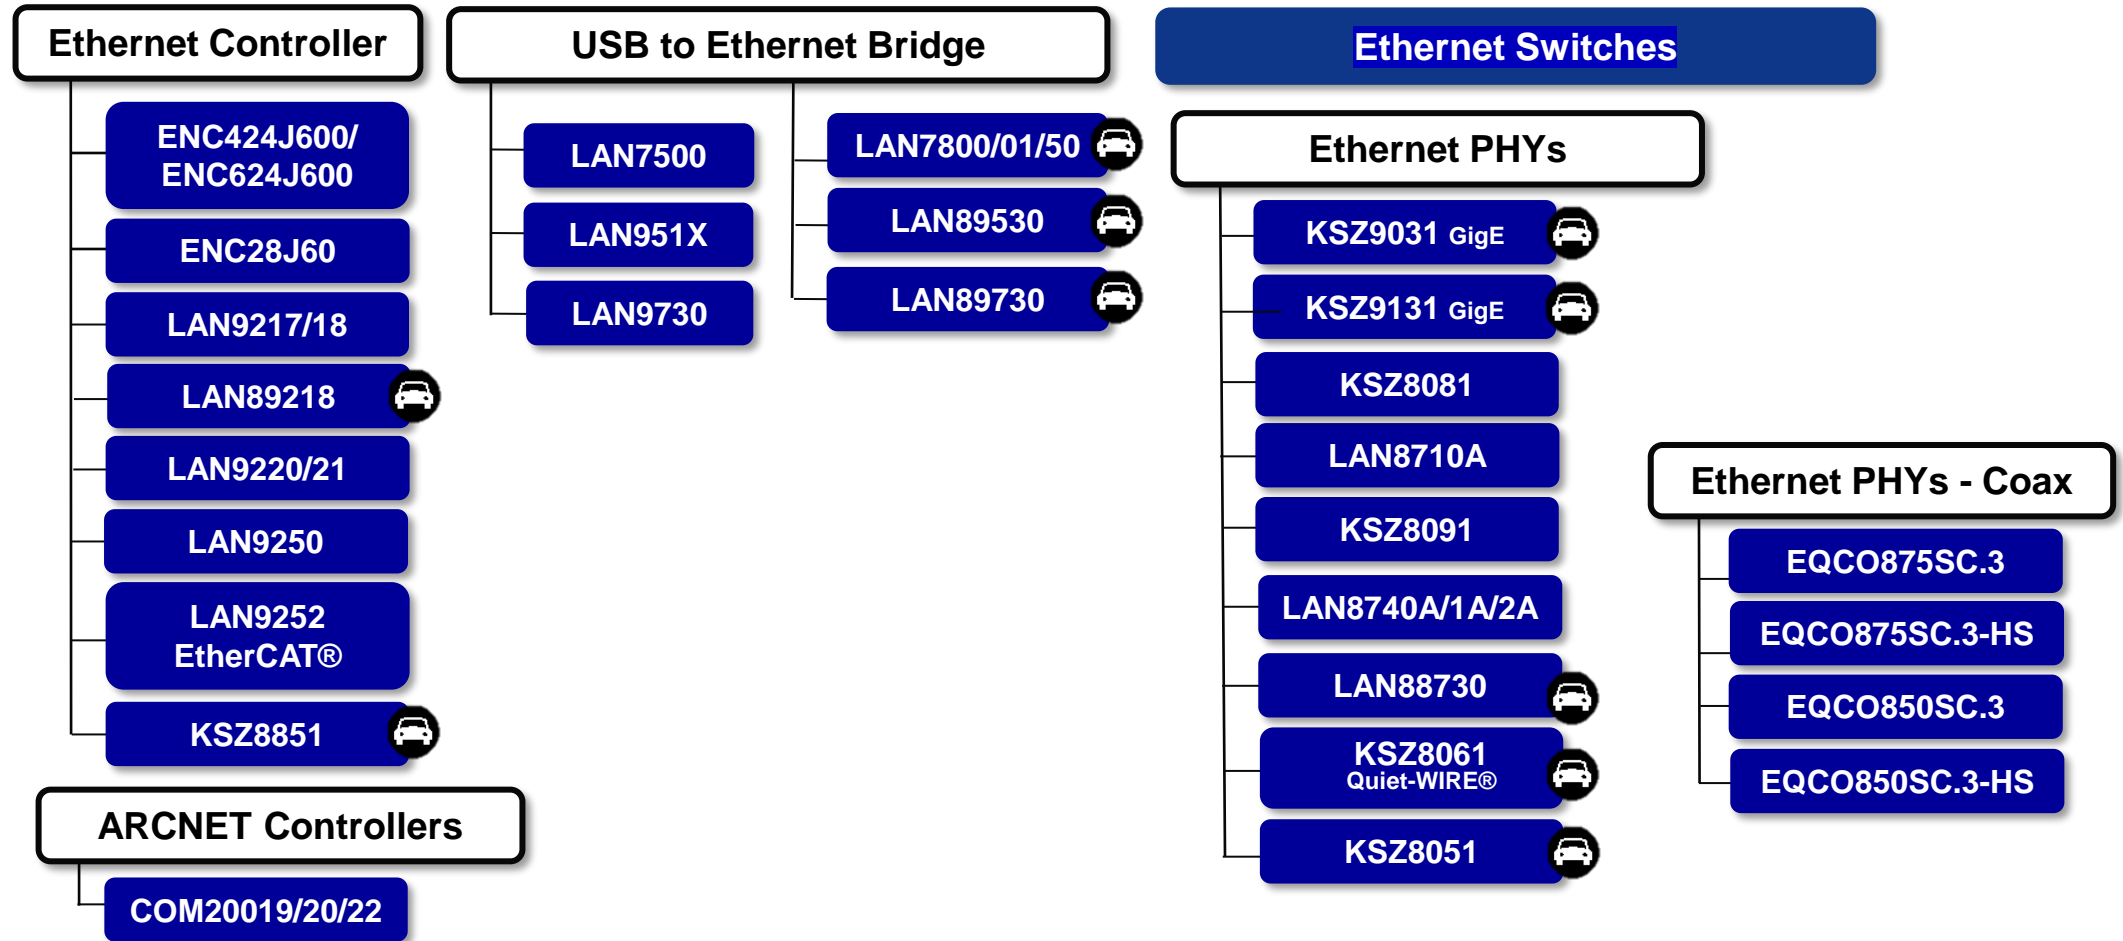 Ethernet Controller
ENC424J600/
ENC624J600
ENC28J60
LAN9217/18
LAN89218
LAN9220/21
LAN9250
LAN9252
EtherCAT®
KSZ8851
ARCNET Controllers
COM20019/20/22
USB to Ethernet Bridge
LAN7500
LAN951X
LAN9730
LAN7800/01/50
LAN89530
LAN89730
Ethernet Switches
Ethernet PHYs
KSZ9031 GigE
KSZ9131 GigE
KSZ8081
LAN8710A
KSZ8091
LAN8740A/1A/2A
LAN88730
KSZ8061
Quiet-WIRE®
KSZ8051
Ethernet PHYs - Coax
EQCO875SC.3
EQCO875SC.3-HS
EQCO850SC.3
EQCO850SC.3-HS